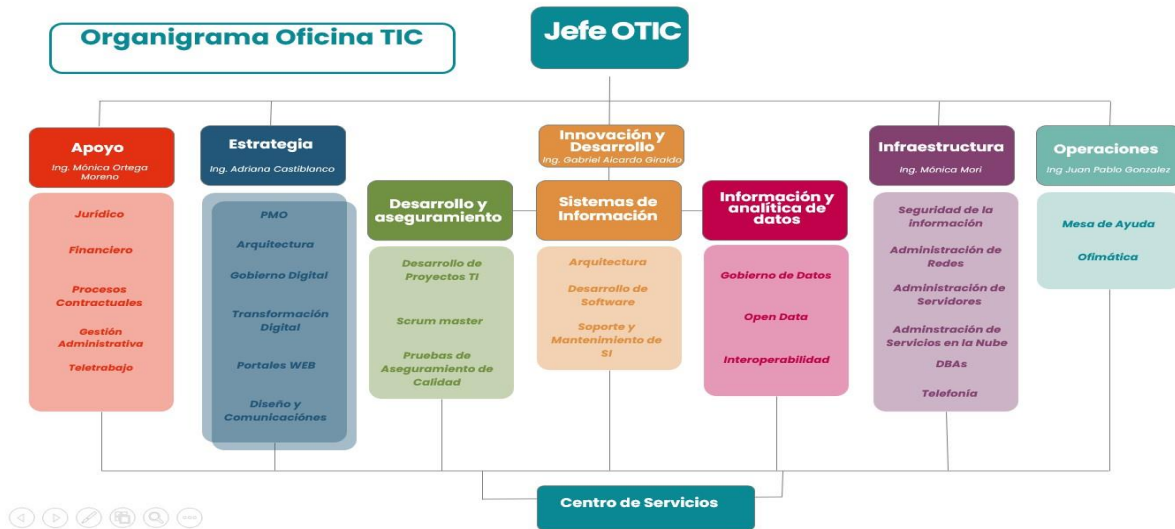 Organigrama Oficina TIC
Jefe OTIC
Apoyo
Ing. Mónica Ortega
Moreno
Jurídico
Financiero
Procesos
Contractuales
Gestión
Administrativa
Teletrabajo
Estrategia
Ing. Adriana Castiblanco
PMO
Arquitectura
Gobierno Digital
Transformación
Digital
Portales WEB
Diseño y
Comunicaciónes
Innovación y
Desarrollo
Ing. Gabriel Aicardo Giraldo
Desarrollo y
aseguramiento
Desarrollo de
Proyectos TI
Scrum master
Pruebas de
Aseguramiento de
Calidad
Sistemas de
Información
Arquitectura
Desarrollo de
Software
Soporte y
Mantenimiento de
SI
Información y
analítica de
datos
Gobierno de Datos
Open Data
Interoperabilidad
Infraestructura
Ing. Mónica Mori
Seguridad de la
información
Administración de
Redes
Administración de
Servidores
Adminstración de
Servicios en la Nube
DBAs
Telefonía
Operaciones
Ing Juan Pablo Gonzalez
Mesa de Ayuda
Ofimática
Centro de Servicios